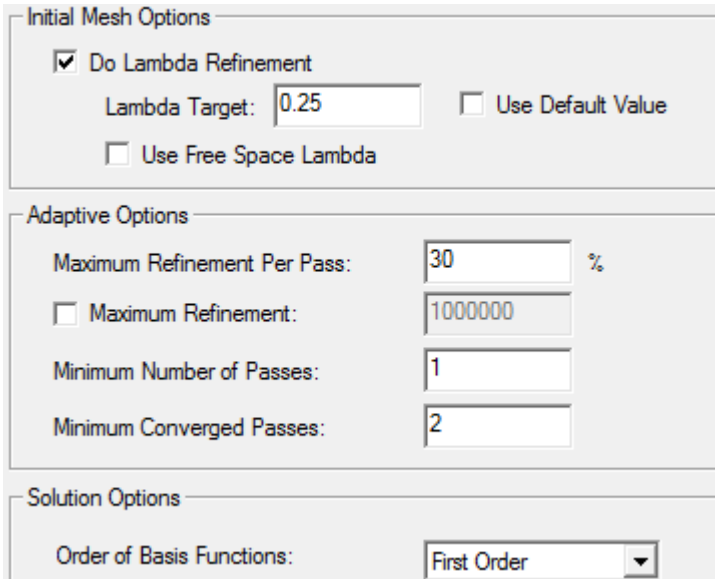 Initial Mesh Options
Do Lambda Refinement
Lambda Target: 0.25 Use Default Value
Use Free Space Lambda
Adaptive Options
Maximum Refinement Per Pass: 30 %
Maximum Refinement: 1000000
Minimum Number of Passes: 1
Minimum Converged Passes: 2
Solution Options
Order of Basis Functions: First Order